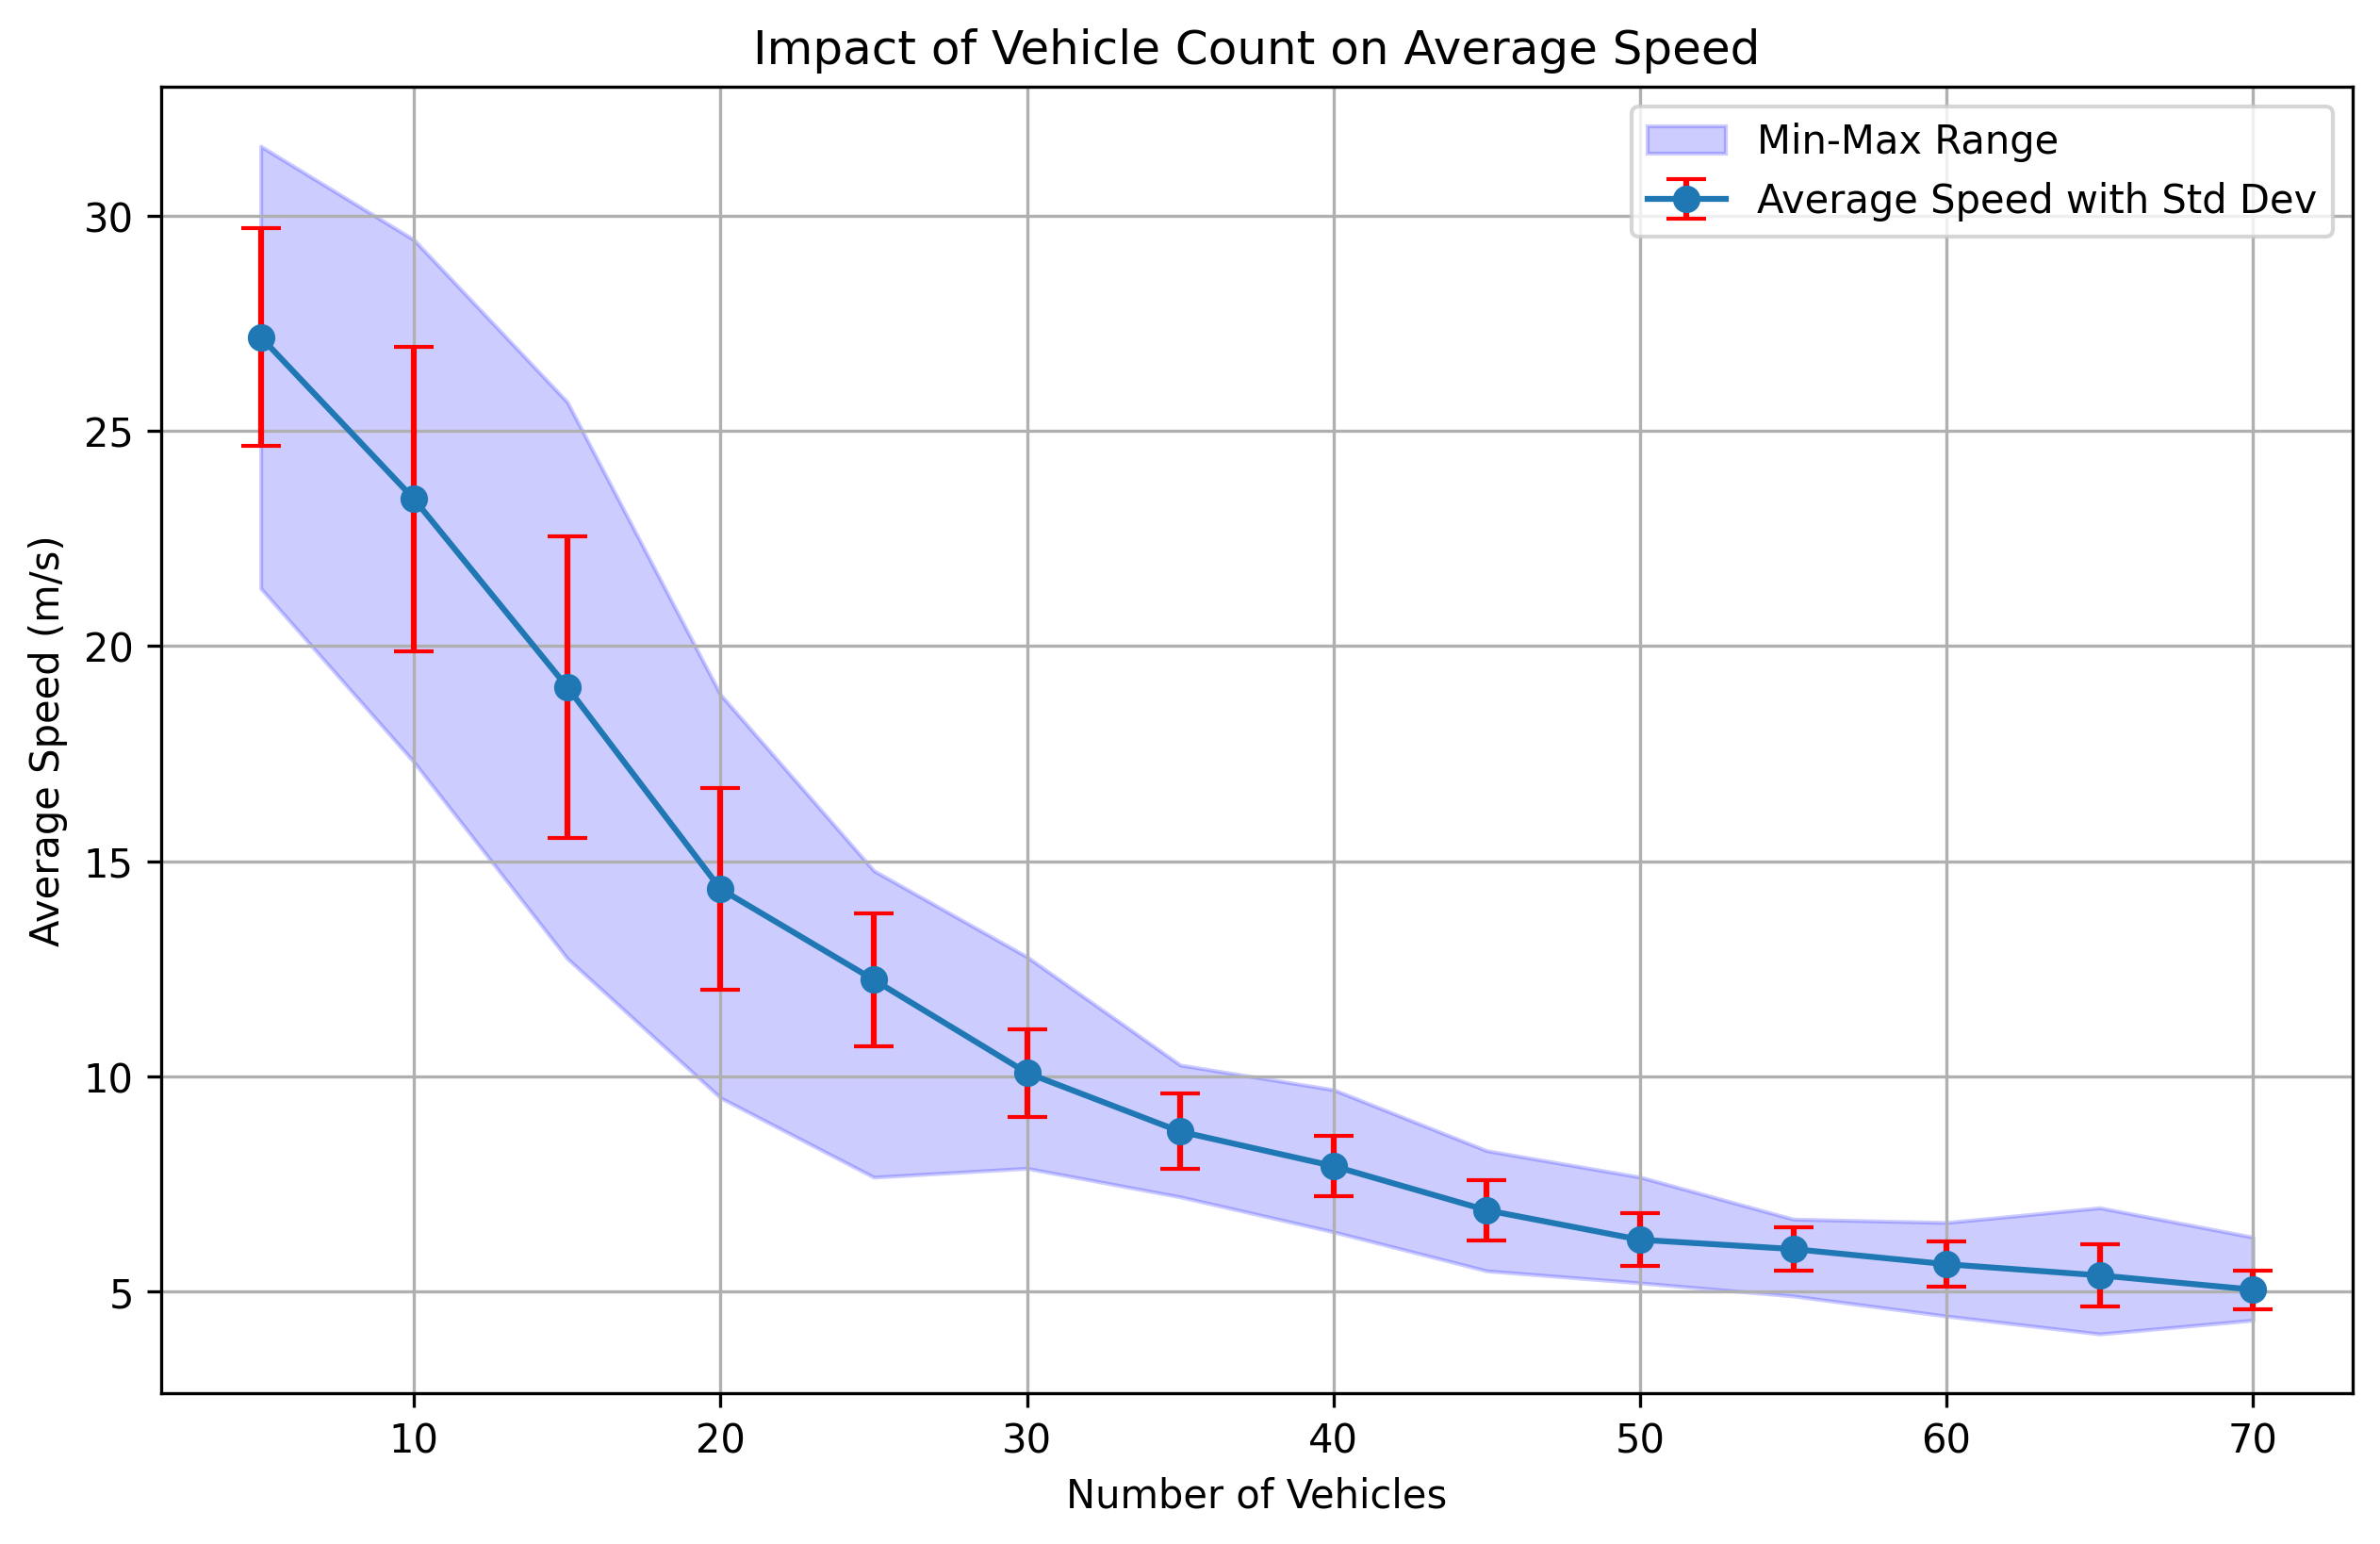 Impact of Vehicle Count on Average Speed
Min-Max Range
Average Speed with Std Dev
Average Speed (m/s)
30
25
20
15
10
5
10 20 30 40 50 60 70
Number of Vehicles